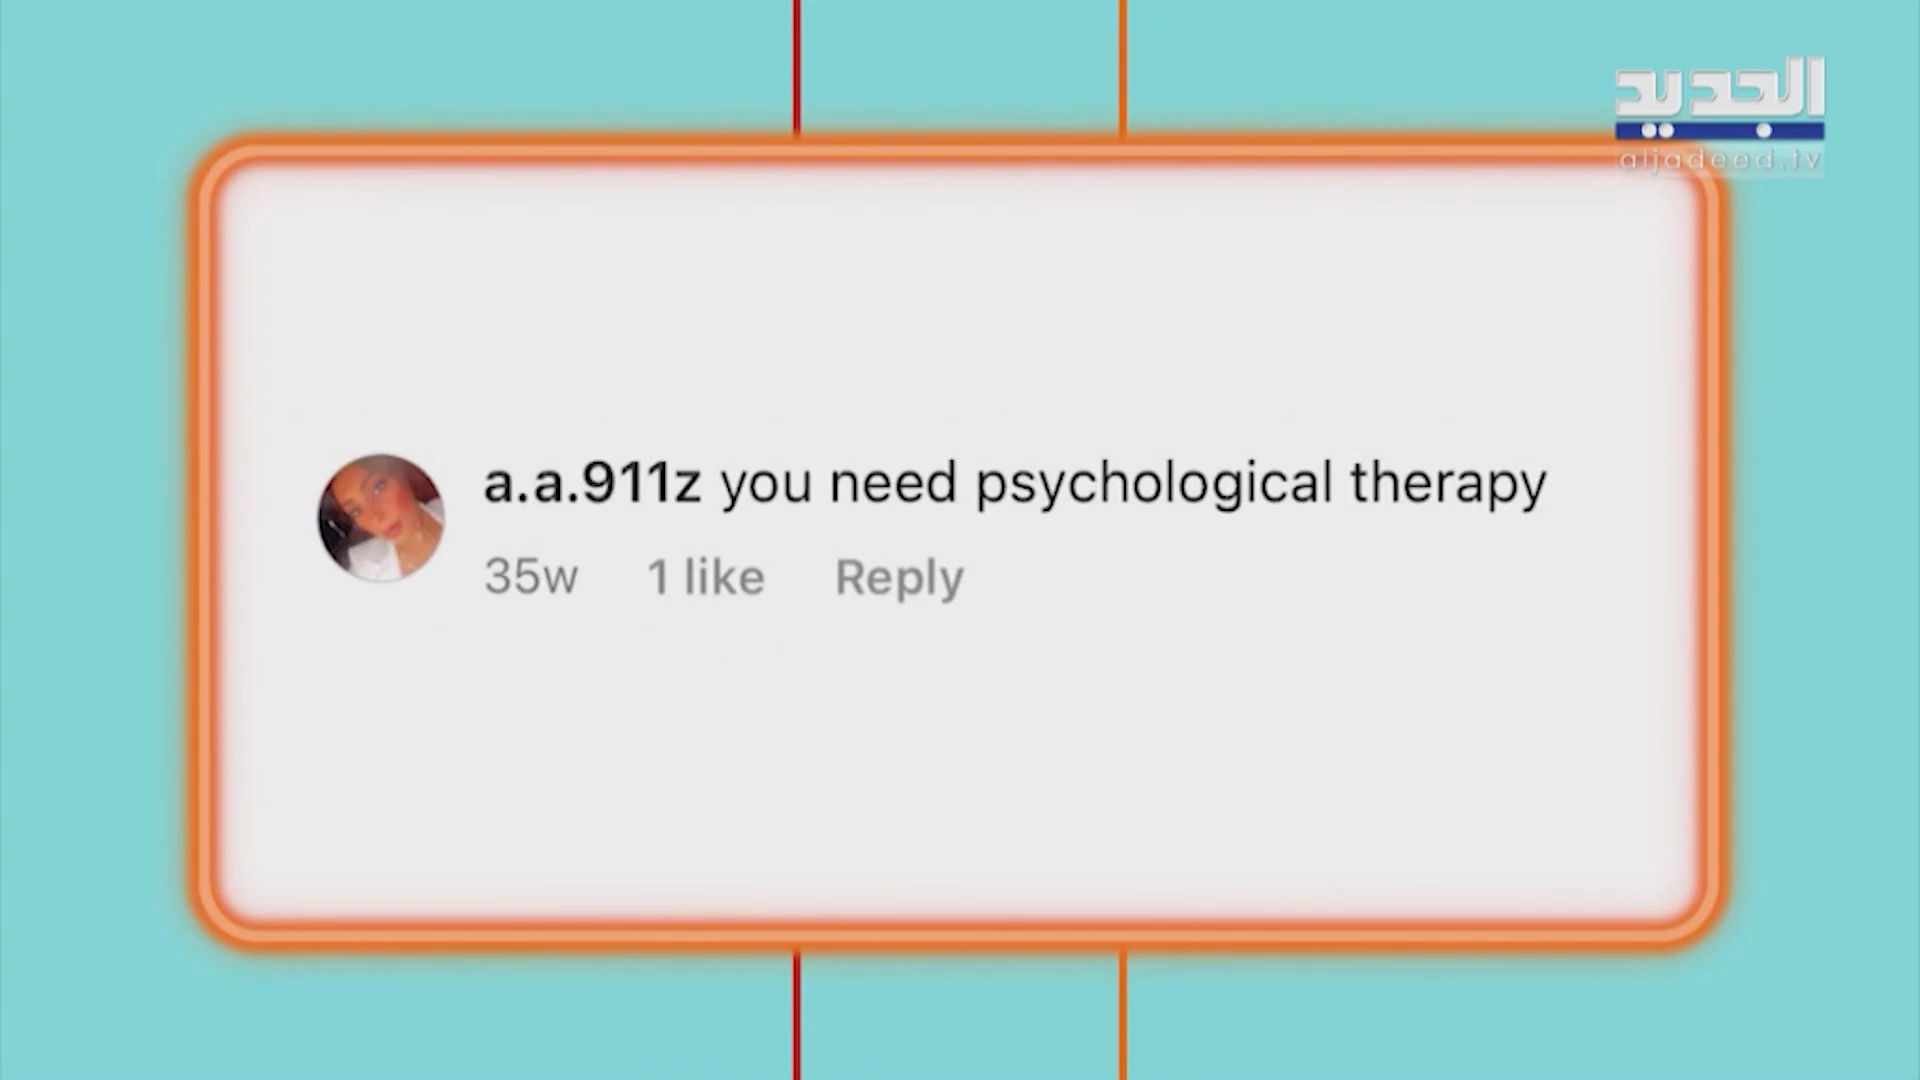 الجديد
aljadeed.tv
a.a.911z you need psychological therapy
35w 1 like Reply